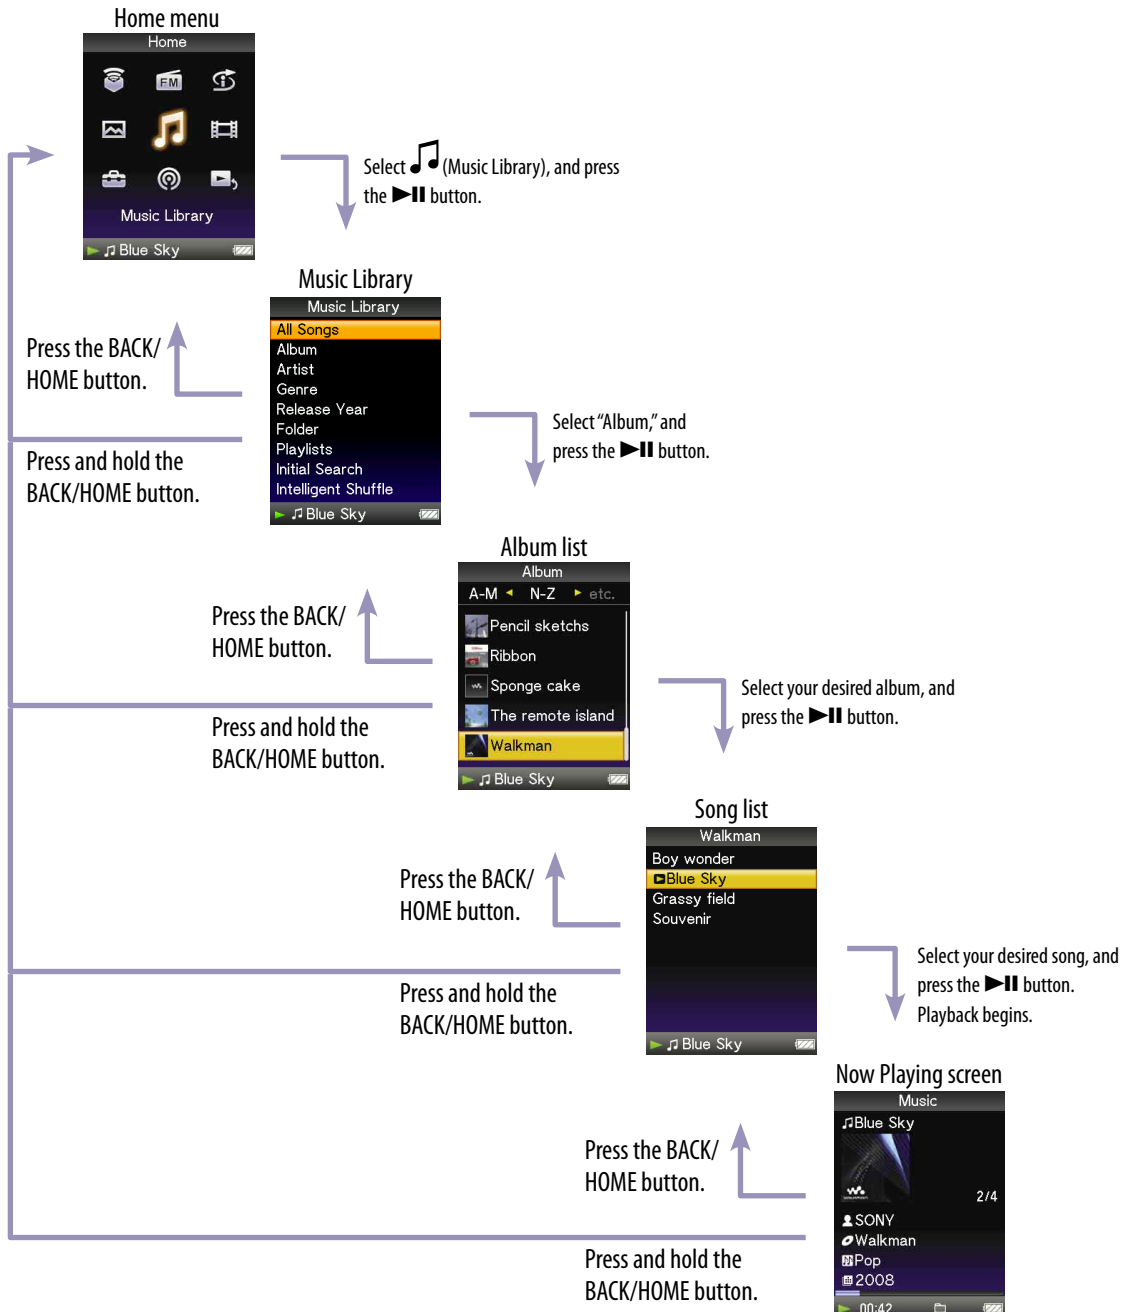 Home menu
Home
FM
Music Library
Blue Sky
Select (Music Library), and press
the button.
Music Library
Music Library
All Songs
Album
Artist
Genre
Release Year
Folder
Playlists
Initial Search
Intelligent Shuffle
Blue Sky
Press the BACK/
HOME button.
Press and hold the
BACK/HOME button.
Select “Album,” and
press the button.
Album list
Album
A-M N-Z etc.
Pencil sketchs
Ribbon
Sponge cake
The remote island
Walkman
Blue Sky
Press the BACK/
HOME button.
Press and hold the
BACK/HOME button.
Select your desired album, and
press the button.
Song list
Walkman
Boy wonder
Blue Sky
Grassy field
Souvenir
Blue Sky
Press the BACK/
HOME button.
Press and hold the
BACK/HOME button.
Select your desired song, and
press the button.
Playback begins.
Now Playing screen
Music
Blue Sky
2/4
SONY
Walkman
Pop
2008
00:42
Press the BACK/
HOME button.
Press and hold the
BACK/HOME button.